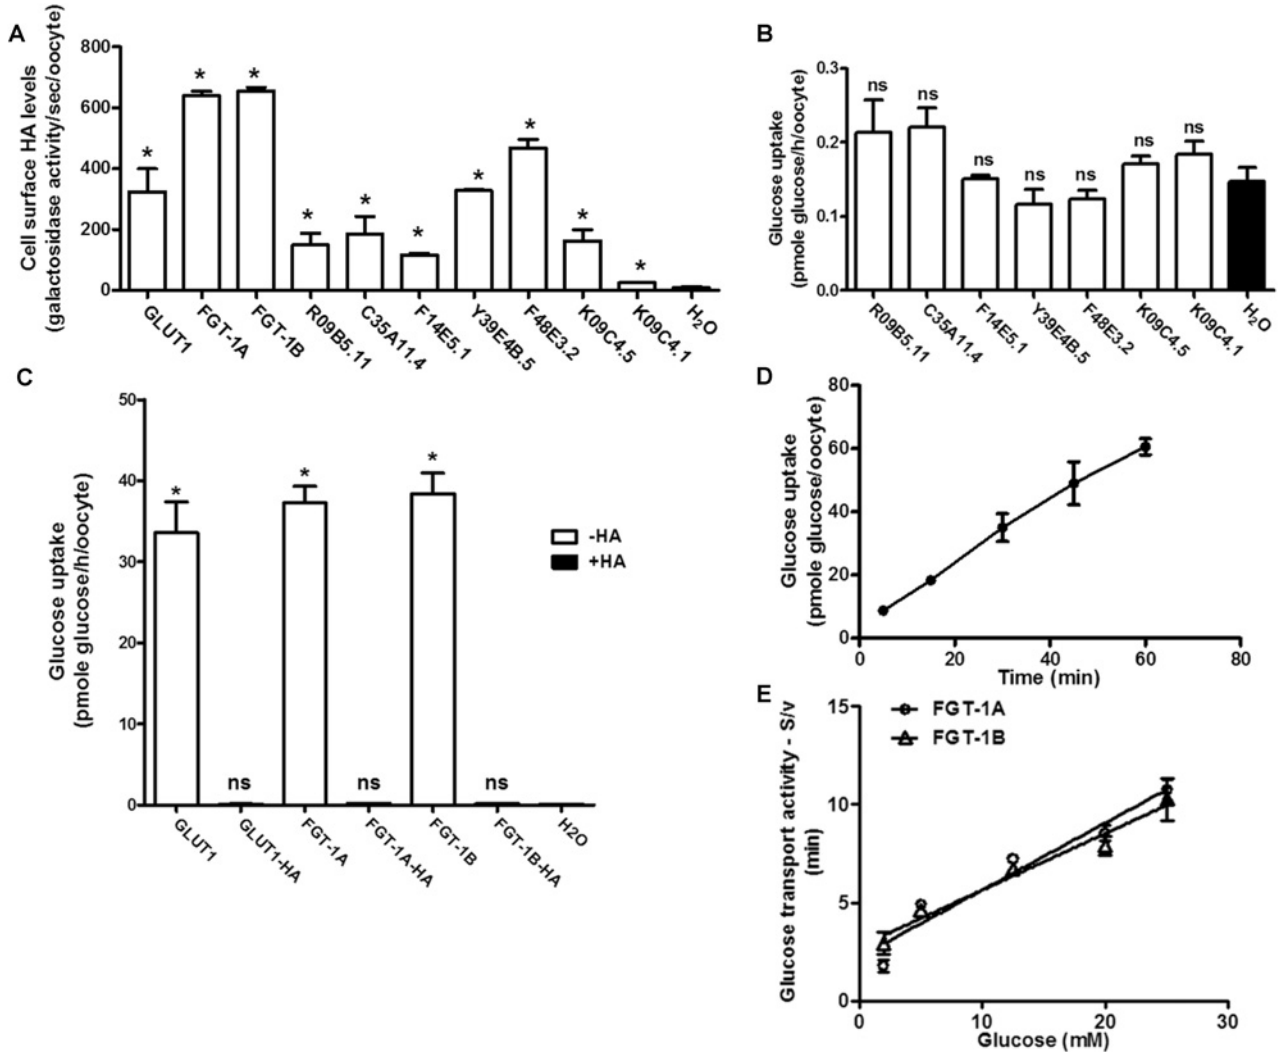 A
Cell surface HA levels
(galactosidase activity/sec/oocyte)
800
600
400
200
0
* * * * * * * * * *
GLUT1
FGT-1A
FGT-1B
R09B5.11
C35A11.4
F14E5.1
Y39E4B.5
F48E3.2
K09C4.5
K09C4.1
H2O
B
Glucose uptake
(pmole glucose/h/oocyte)
0.3
0.2
0.1
0.0
ns ns ns ns ns ns ns
R09B5.11
C35A11.4
F14E5.1
Y39E4B.5
F48E3.2
K09C4.5
K09C4.1
H2O
C
Glucose uptake
(pmole glucose/h/oocyte)
50
40
30
20
10
0
* ns * ns * ns
-HA
+HA
GLUT1
GLUT1-HA
FGT-1A
FGT-1A-HA
FGT-1B
FGT-1B-HA
H2O
D
Glucose uptake
(pmole glucose/oocyte)
80
60
40
20
0
0 20 40 60 80
Time (min)
E
Glucose transport activity - S/v
(min)
15
10
5
0
FGT-1A
FGT-1B
0 10 20 30
Glucose (mM)